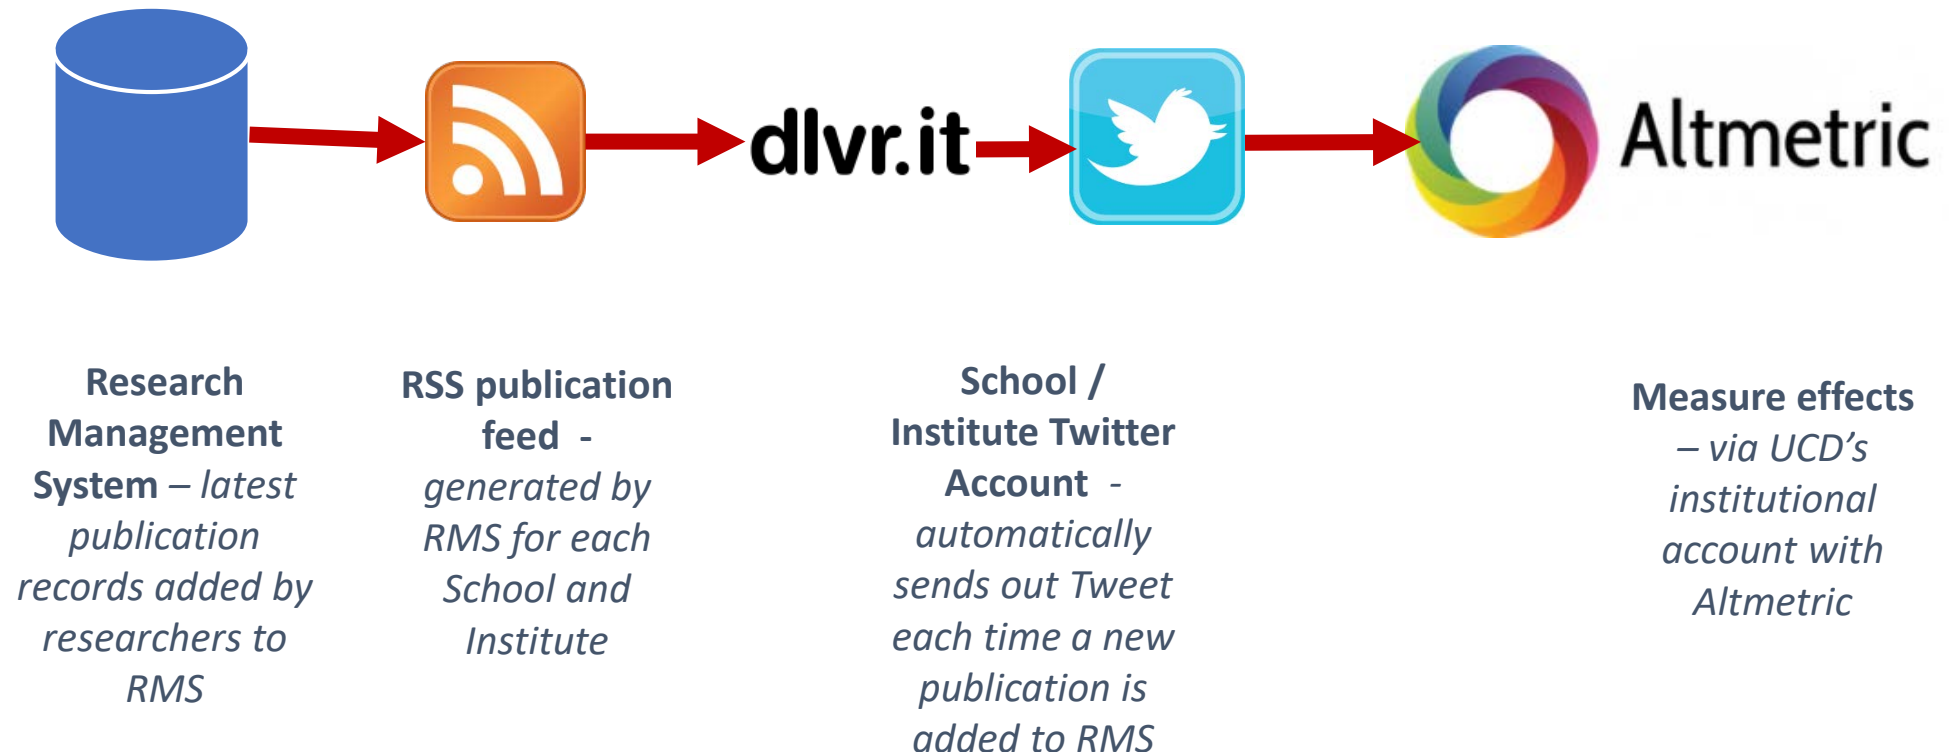 dlvr.it
Altmetric
Research
Management
System – latest
publication
records added by
researchers to
RMS
RSS publication
feed  -
generated by
RMS for each
School and
Institute
School /
Institute Twitter
Account  -
automatically
sends out Tweet
each time a new
publication is
added to RMS
Measure effects
– via UCD’s
institutional
account with
Altmetric